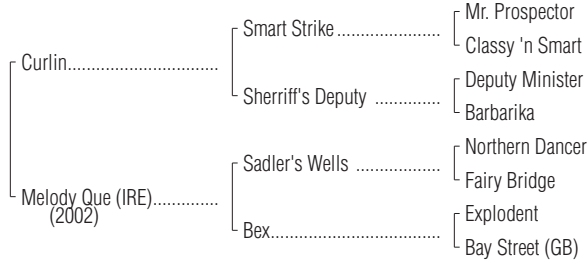 Mr. Prospector
Smart Strike
Classy 'n Smart
Curlin
Deputy Minister
Sherriff's Deputy
Barbarika
Northern Dancer
Sadler's Wells
Fairy Bridge
Melody Que (IRE)
(2002)
Explodent
Bex
Bay Street (GB)